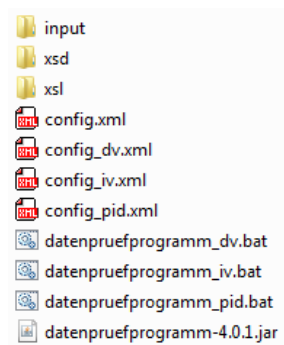 input
xsd
xsl
config.xml
config_dv.xml
config_iv.xml
config_pid.xml
datenpruefprogramm_dv.bat
datenpruefprogramm_iv.bat
datenpruefprogramm_pid.bat
datenpruefprogramm-4.0.1.jar